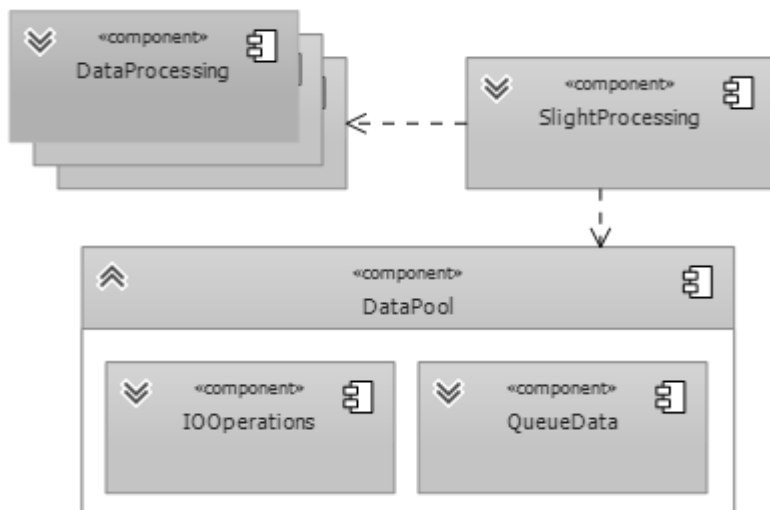 «component»
DataProcessing
«component»
SlightProcessing
«component»
DataPool
«component»
IOOperations
«component»
QueueData